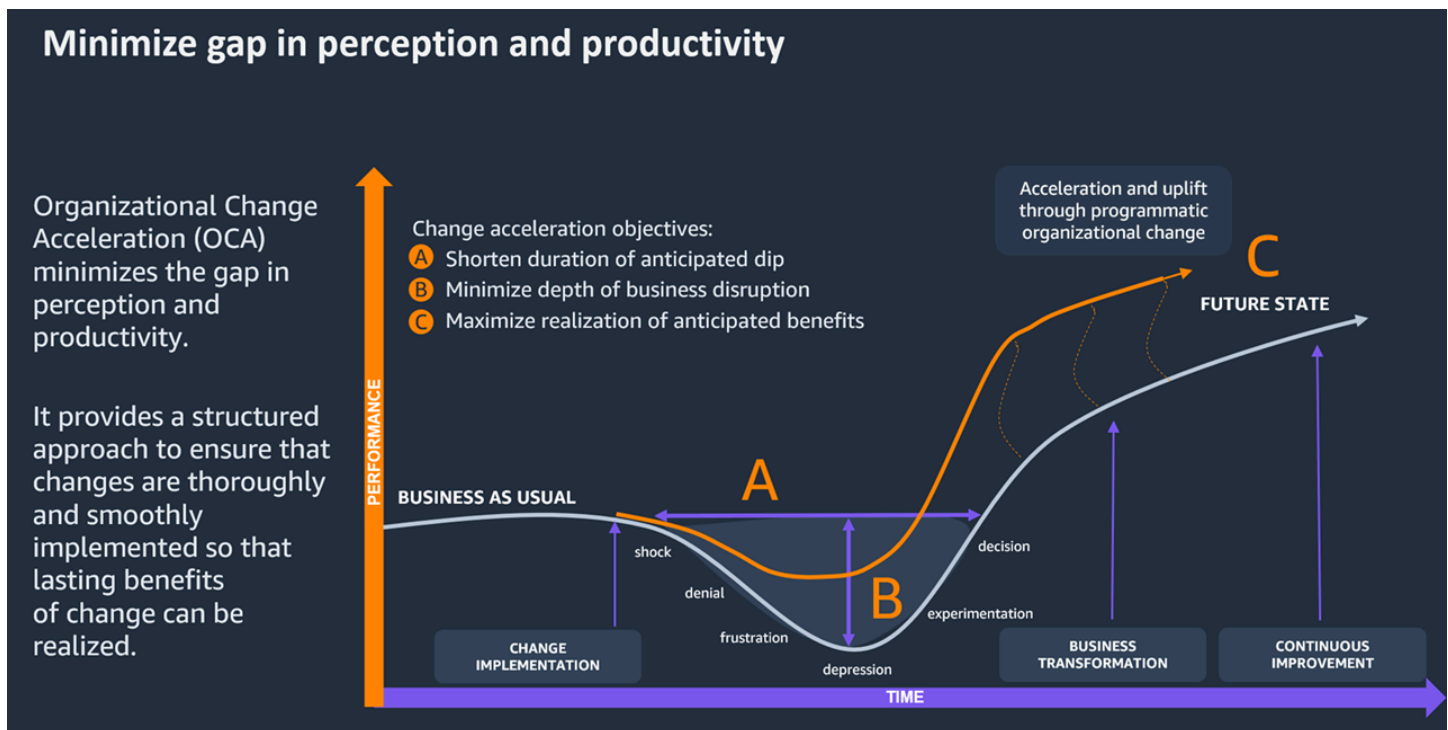 Minimize gap in perception and productivity
Organizational Change
Acceleration (OCA)
minimizes the gap in
perception and
productivity.
It provides a structured
approach to ensure that
changes are thoroughly
and smoothly
implemented so that
lasting benefits
of change can be
realized.
PERFORMANCE
Change acceleration objectives:
A Shorten duration of anticipated dip
B Minimize depth of business disruption
C Maximize realization of anticipated benefits
Acceleration and uplift
through programmatic
organizational change
C
FUTURE STATE
BUSINESS AS USUAL
A
shock
denial
frustration
depression
B
experimentation
decision
CHANGE
IMPLEMENTATION
BUSINESS
TRANSFORMATION
CONTINUOUS
IMPROVEMENT
TIME